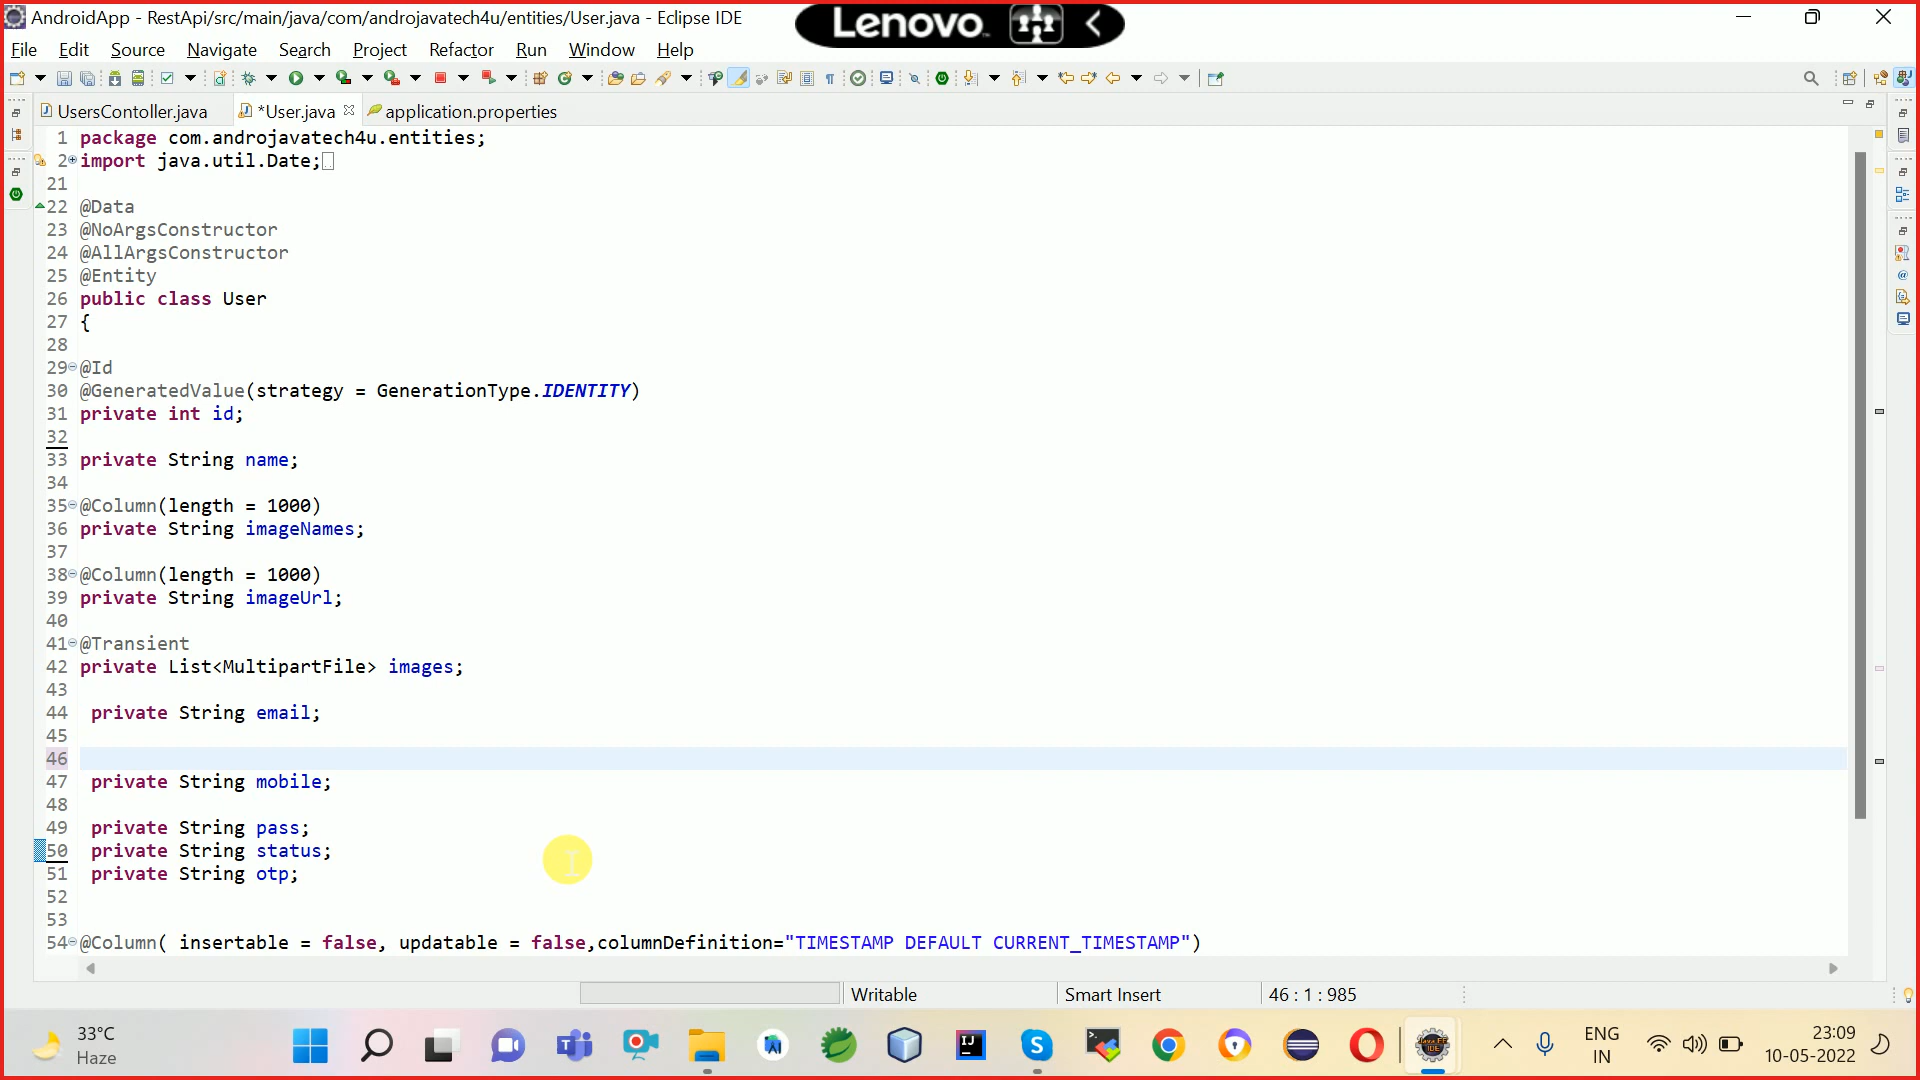 AndroidApp - RestApi/src/main/java/com/androjavatech4u/entities/User.java - Eclipse IDE
Lenovo
File Edit Source Navigate Search Project Refactor Run Window Help
UsersContoller.java *User.java application.properties
1 package com.androjavatech4u.entities;
2 import java.util.Date;
21
22 @Data
23 @NoArgsConstructor
24 @AllArgsConstructor
25 @Entity
26 public class User
27 {
28
29 @Id
30 @GeneratedValue(strategy = GenerationType.IDENTITY)
31 private int id;
32
33 private String name;
34
35 @Column(length = 1000)
36 private String imageNames;
37
38 @Column(length = 1000)
39 private String imageUrl;
40
41 @Transient
42 private List<MultipartFile> images;
43
44 private String email;
45
46
47 private String mobile;
48
49 private String pass;
50 private String status;
51 private String otp;
52
53
54 @Column( insertable = false, updatable = false,columnDefinition="TIMESTAMP DEFAULT CURRENT_TIMESTAMP")
Writable Smart Insert 46 : 1 : 985
33°C
Haze
ENG
IN
23:09
10-05-2022